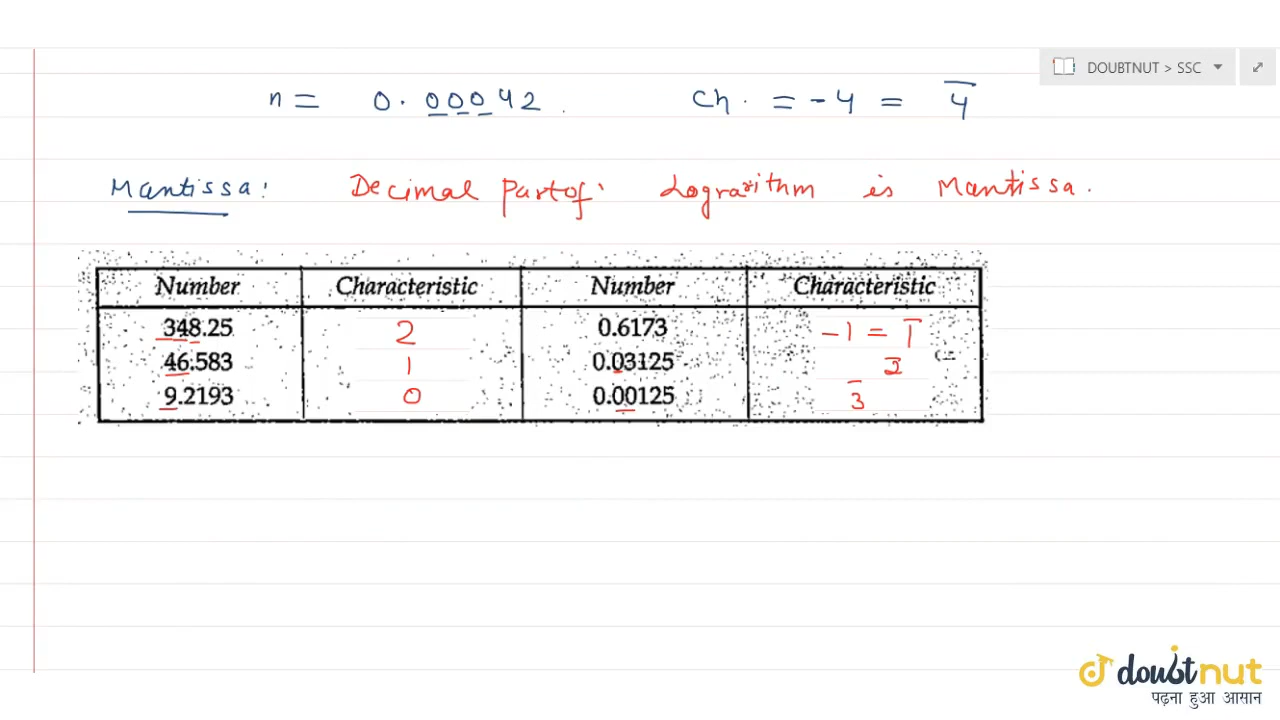 DOUBTNUT > SSC
n = 0.00042 Ch. = -4 = 4̅
Mantissa: Decimal Part of Lograrithm is Mantissa.
Number Characteristic Number Characteristic
348.25 2 0.6173 -1 = 1̅
46.583 1 0.03125 2̅
9.2193 0 0.00125 3̅
doubtnut
पढ़ना हुआ आसान